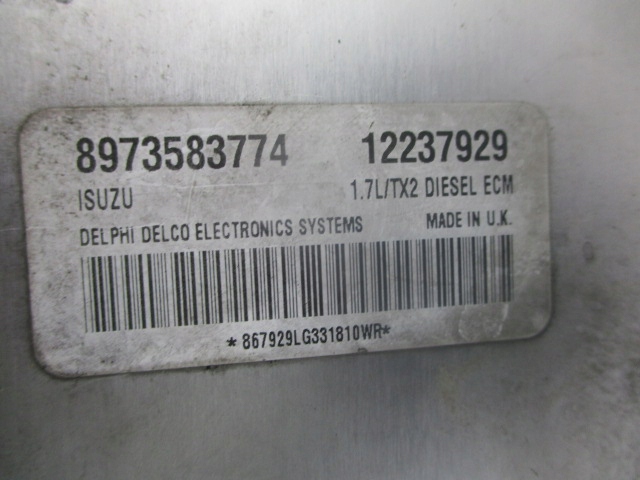 8973583774 12237929
ISUZU 1.7L/TX2 DIESEL ECM
DELPHI DELCO ELECTRONICS SYSTEMS MADE IN U.K.
*867929LG331810WR*